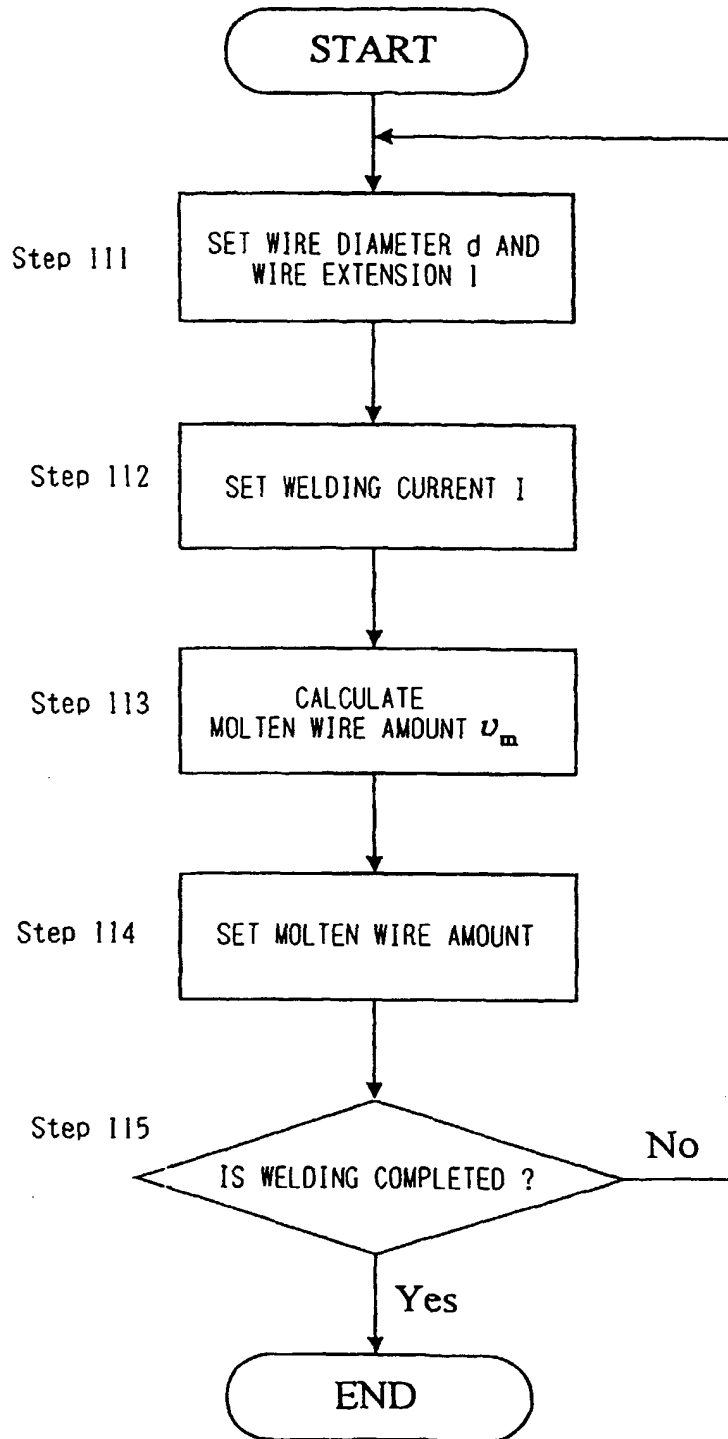 START
Step 111
SET WIRE DIAMETER d AND
WIRE EXTENSION l
Step 112
SET WELDING CURRENT I
Step 113
CALCULATE
MOLTEN WIRE AMOUNT υm
Step 114
SET MOLTEN WIRE AMOUNT
Step 115
IS WELDING COMPLETED ?
No
Yes
END